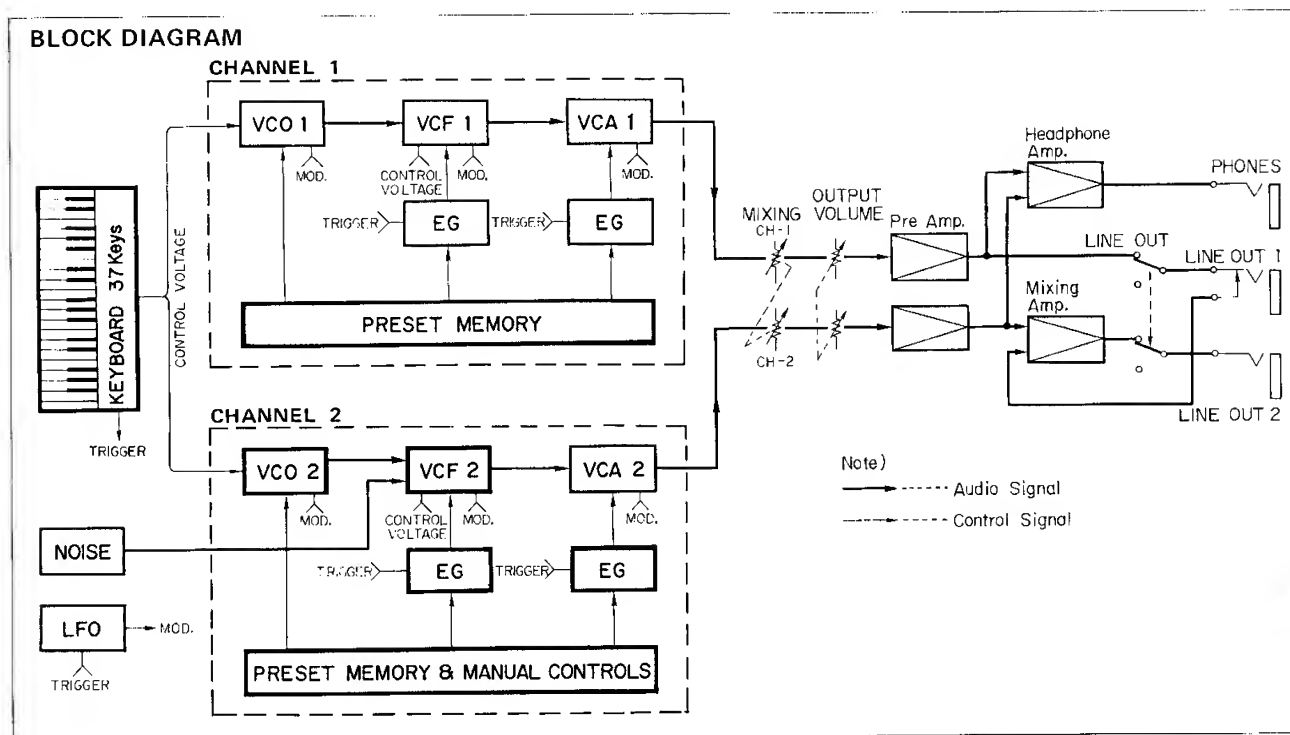 BLOCK DIAGRAM
CHANNEL 1
VCO 1
VCF 1
VCA 1
MOD.
CONTROL
VOLTAGE
MOD.
MOD.
TRIGGER
EG
TRIGGER
EG
PRESET MEMORY
KEYBOARD 37 Keys
CONTROL VOLTAGE
TRIGGER
CHANNEL 2
VCO 2
VCF 2
VCA 2
MOD.
CONTROL
VOLTAGE
MOD.
MOD.
TRIGGER
EG
TRIGGER
EG
PRESET MEMORY & MANUAL CONTROLS
NOISE
LFO
MOD.
TRIGGER
MIXING
CH-1
OUTPUT
VOLUME
CH-2
Pre Amp.
Headphone
Amp.
PHONES
LINE OUT
LINE OUT 1
Mixing
Amp.
LINE OUT 2
Note)
Audio Signal
Control Signal